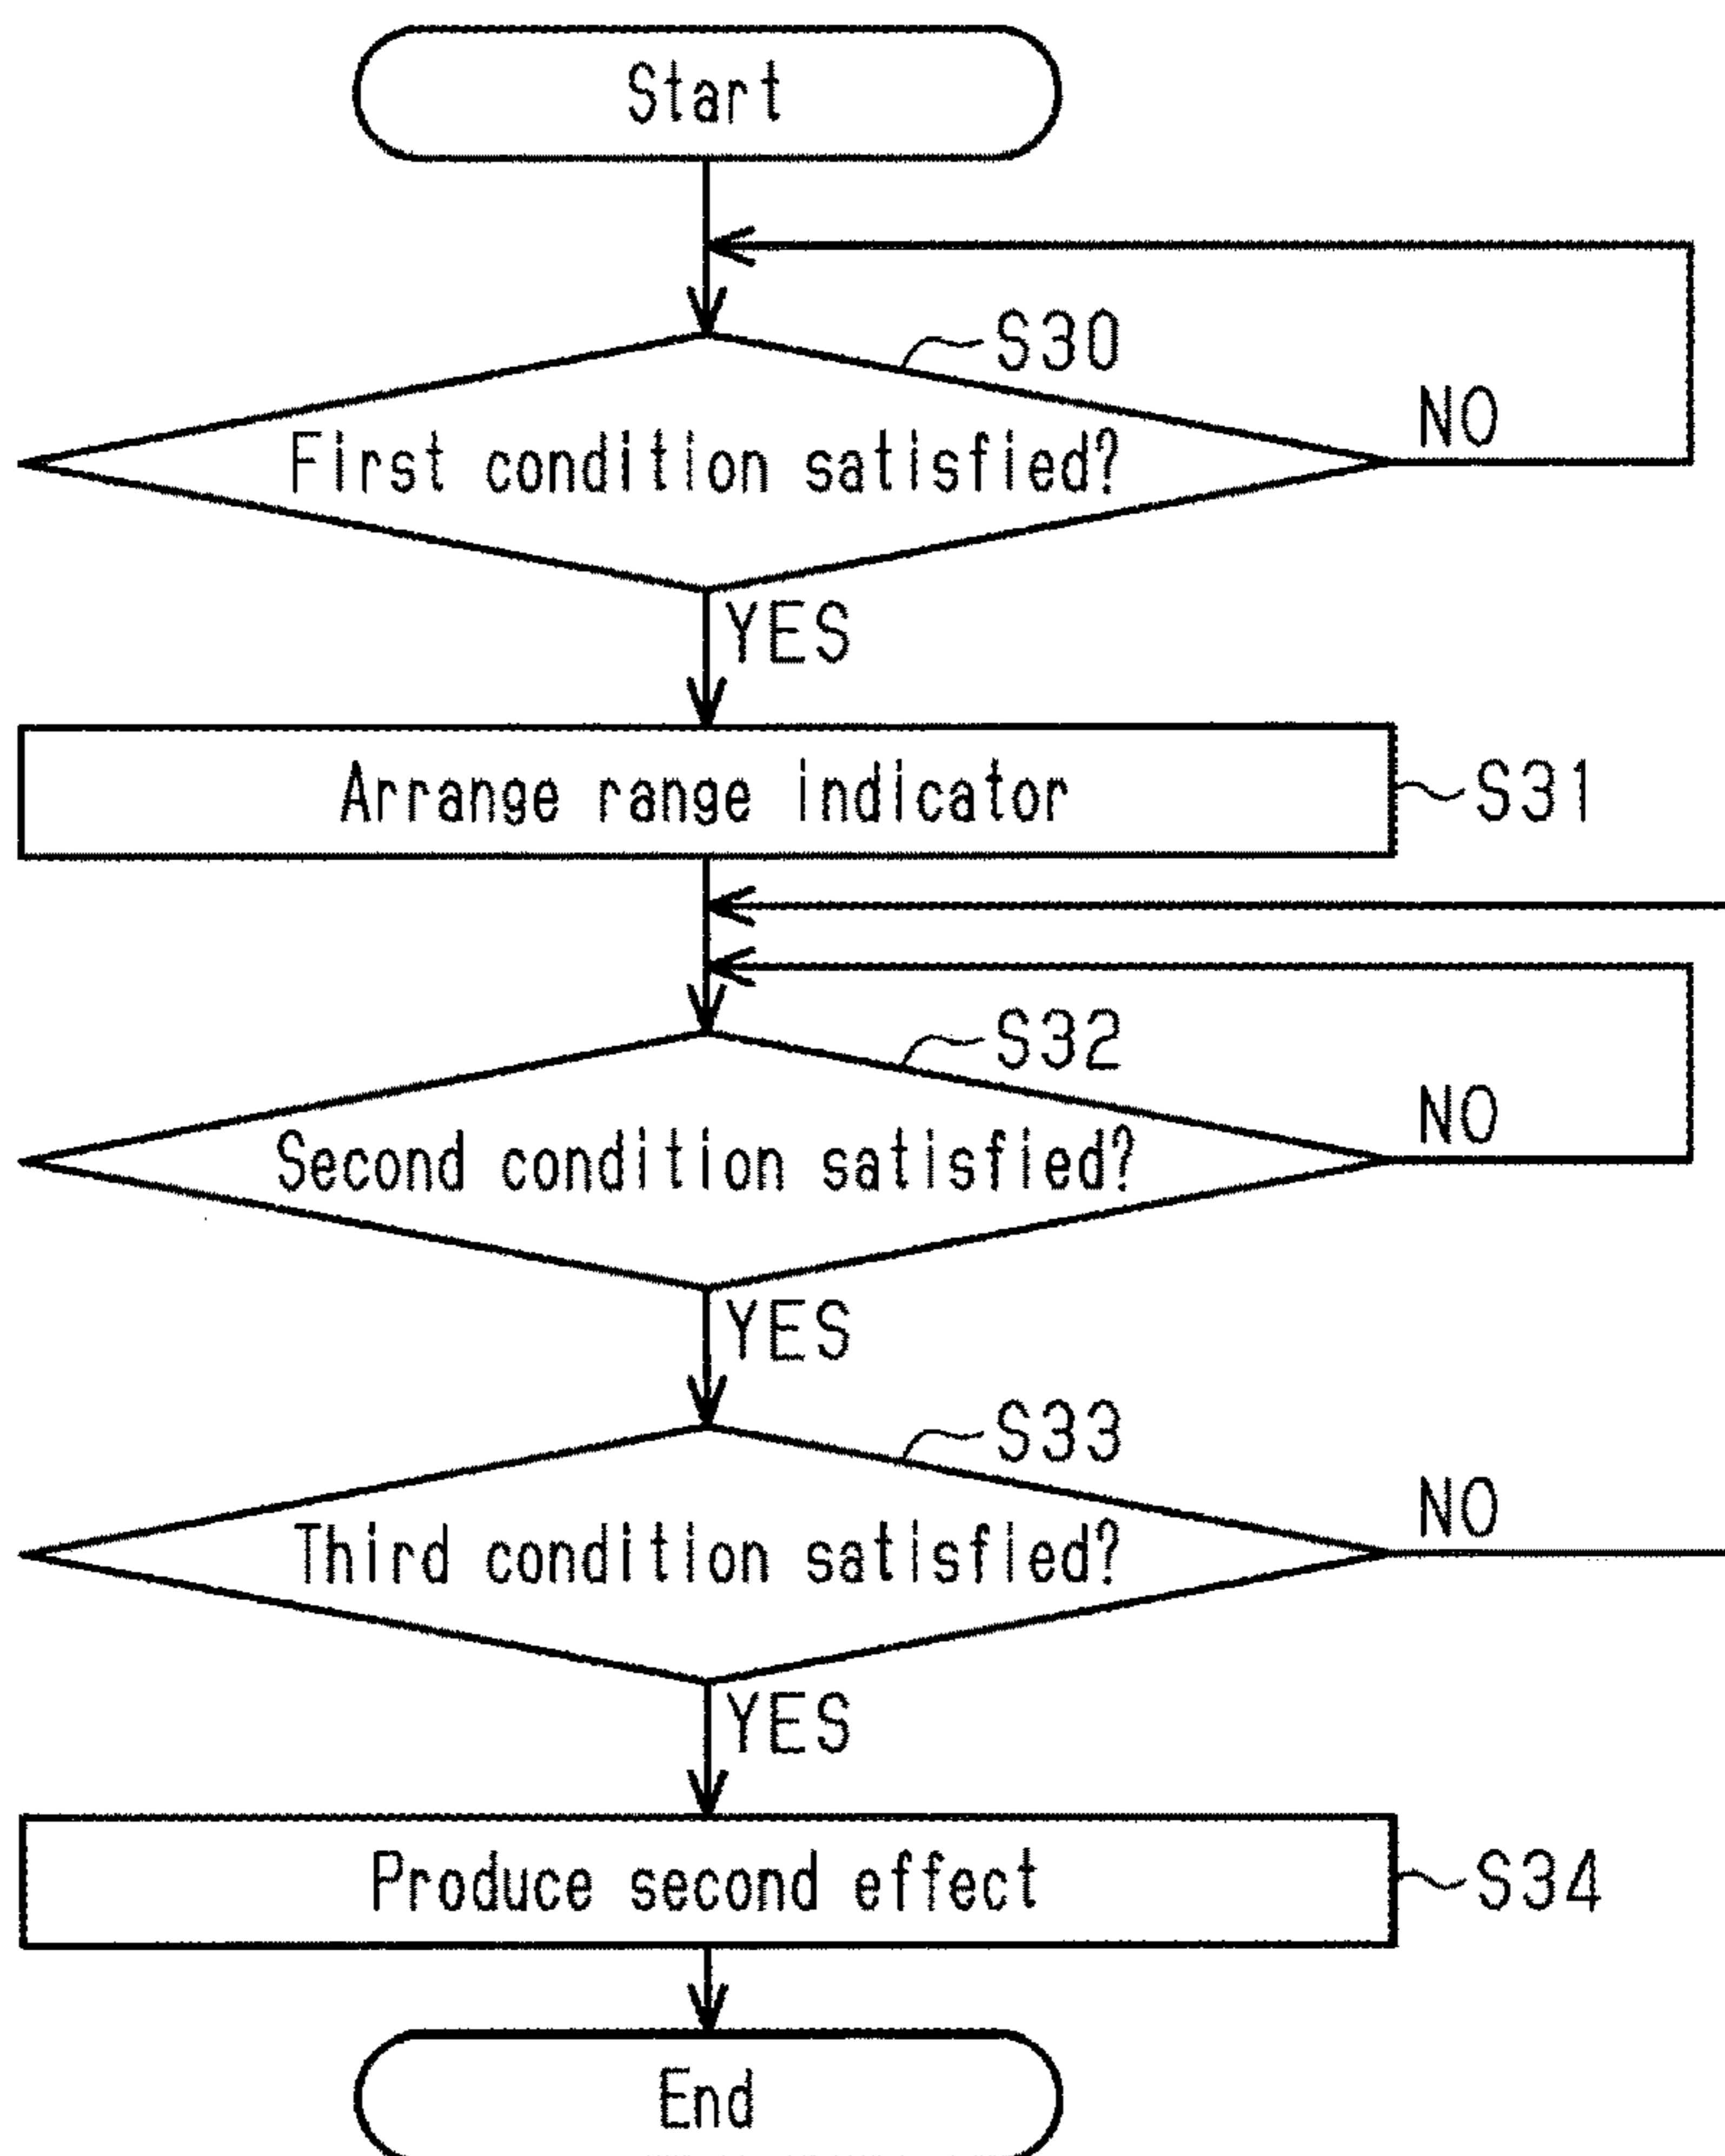 Start
S30
First condition satisfied?
NO
YES
Arrange range indicator
S31
S32
Second condition satisfied?
NO
YES
S33
Third condition satisfied?
NO
YES
Produce second effect
S34
End